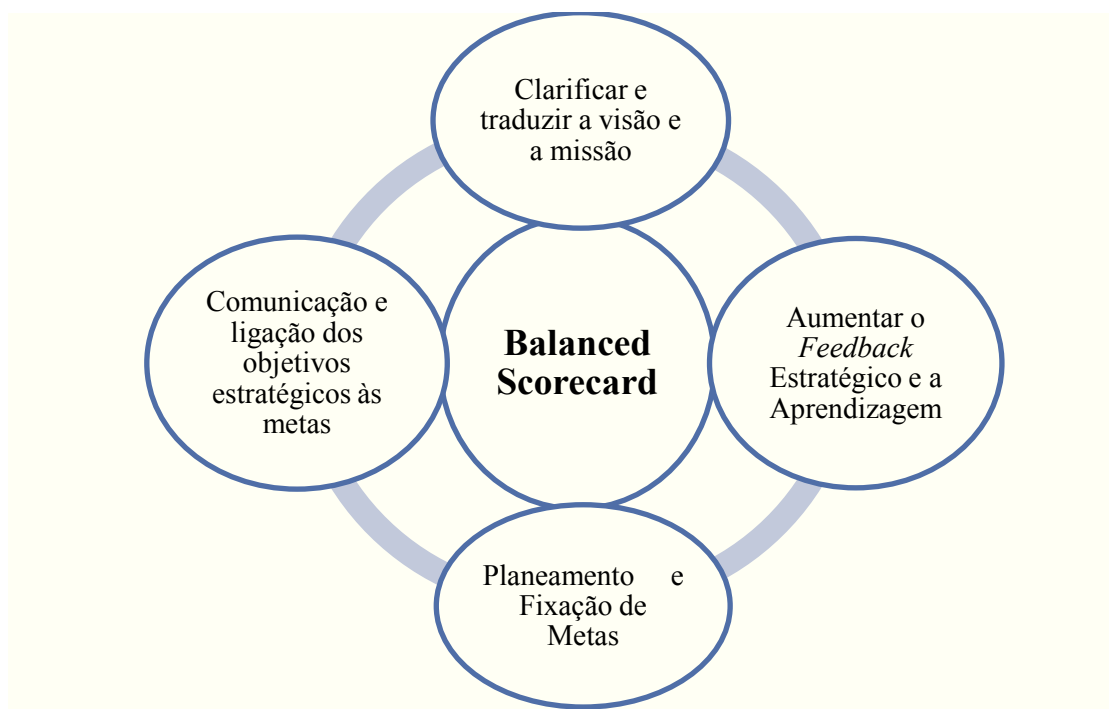 Clarificar e
traduzir a visão e
a missão
Comunicação e
ligação dos
objetivos
estratégicos às
metas
Balanced
Scorecard
Aumentar o
Feedback
Estratégico e a
Aprendizagem
Planeamento e
Fixação de
Metas